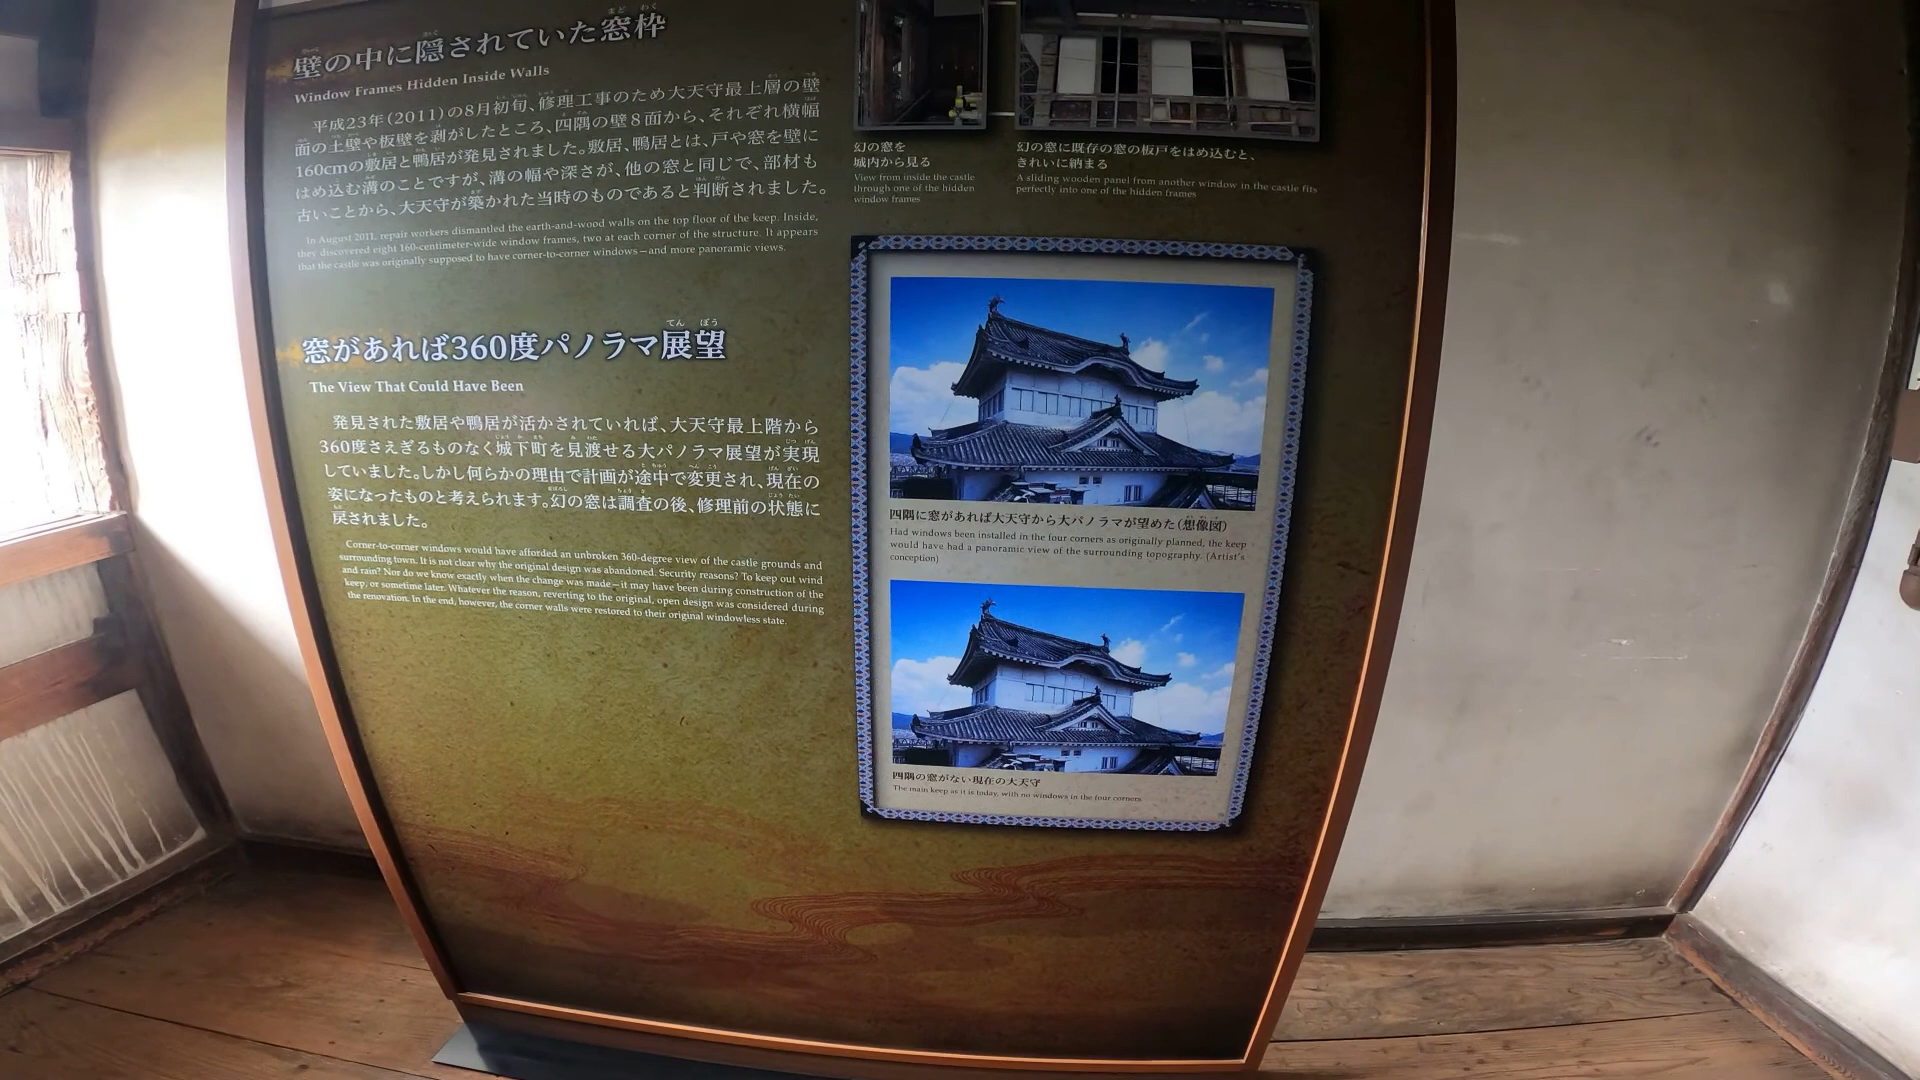 壁の中に隠されていた窓枠
Window Frames Hidden Inside Walls
平成23年(2011)の8月初旬、修理工事のため大天守最上層の壁
面の土壁や板壁を剥がしたところ、四隅の壁8面から、それぞれ横幅
160cmの敷居と鴨居が発見されました。敷居、鴨居とは、戸や窓を壁に
はめ込む溝のことですが、溝の幅や深さが、他の窓と同じで、部材も
古いことから、大天守が築かれた当時のものであると判断されました。
In August 2011, repair workers dismantled the earth-and-wood walls on the top floor of the keep. Inside,
they discovered eight 160-centimeter-wide window frames, two at each corner of the structure. It appears
that the castle was originally supposed to have corner-to-corner windows—and more panoramic views.
窓があれば360度パノラマ展望
The View That Could Have Been
発見された敷居や鴨居が活かされていれば、大天守最上階から
360度さえぎるものなく城下町を見渡せる大パノラマ展望が実現
していました。しかし何らかの理由で計画が途中で変更され、現在の
姿になったものと考えられます。幻の窓は調査の後、修理前の状態に
戻されました。
Corner-to-corner windows would have afforded an unbroken 360-degree view of the castle grounds and
surrounding town. It is not clear why the original design was abandoned. Security reasons? To keep out wind
and rain? Nor do we know exactly when the change was made—it may have been during construction of the
keep, or sometime later. Whatever the reason, reverting to the original, open design was considered during
the renovation. In the end, however, the corner walls were restored to their original windowless state.
幻の窓を
城内から見る
View from inside the castle
through one of the hidden
window frames
幻の窓に既存の窓の板戸をはめ込むと、
きれいに納まる
A sliding wooden panel from another window in the castle fits
perfectly into one of the hidden frames
四隅に窓があれば大天守から大パノラマが望めた(想像図)
Had windows been installed in the four corners as originally planned, the keep
would have had a panoramic view of the surrounding topography. (Artist's
conception)
四隅の窓がない現在の大天守
The main keep as it is today, with no windows in the four corners